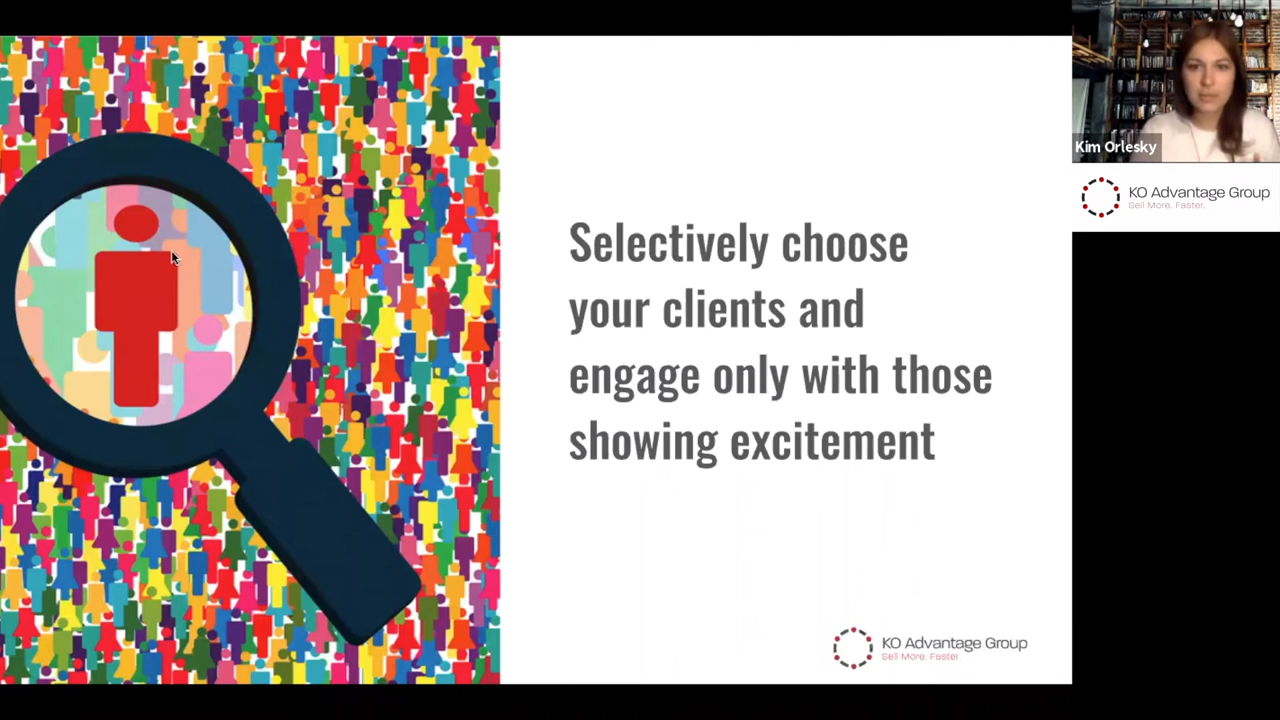 Selectively choose
your clients and
engage only with those
showing excitement
KO Advantage Group
Sell More. Faster.
Kim Orlesky
KO Advantage Group
Sell More. Faster.